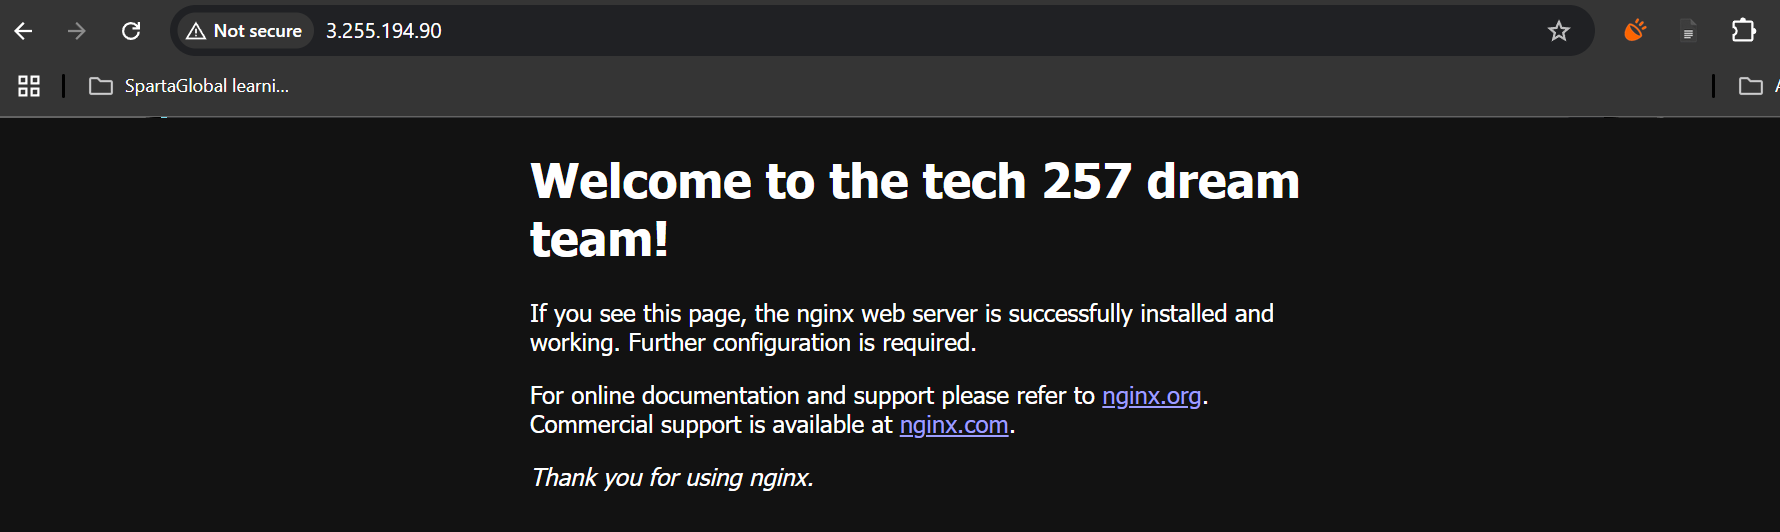 Not secure 3.255.194.90
SpartaGlobal learni...
Welcome to the tech 257 dream
team!
If you see this page, the nginx web server is successfully installed and
working. Further configuration is required.
For online documentation and support please refer to nginx.org.
Commercial support is available at nginx.com.
Thank you for using nginx.